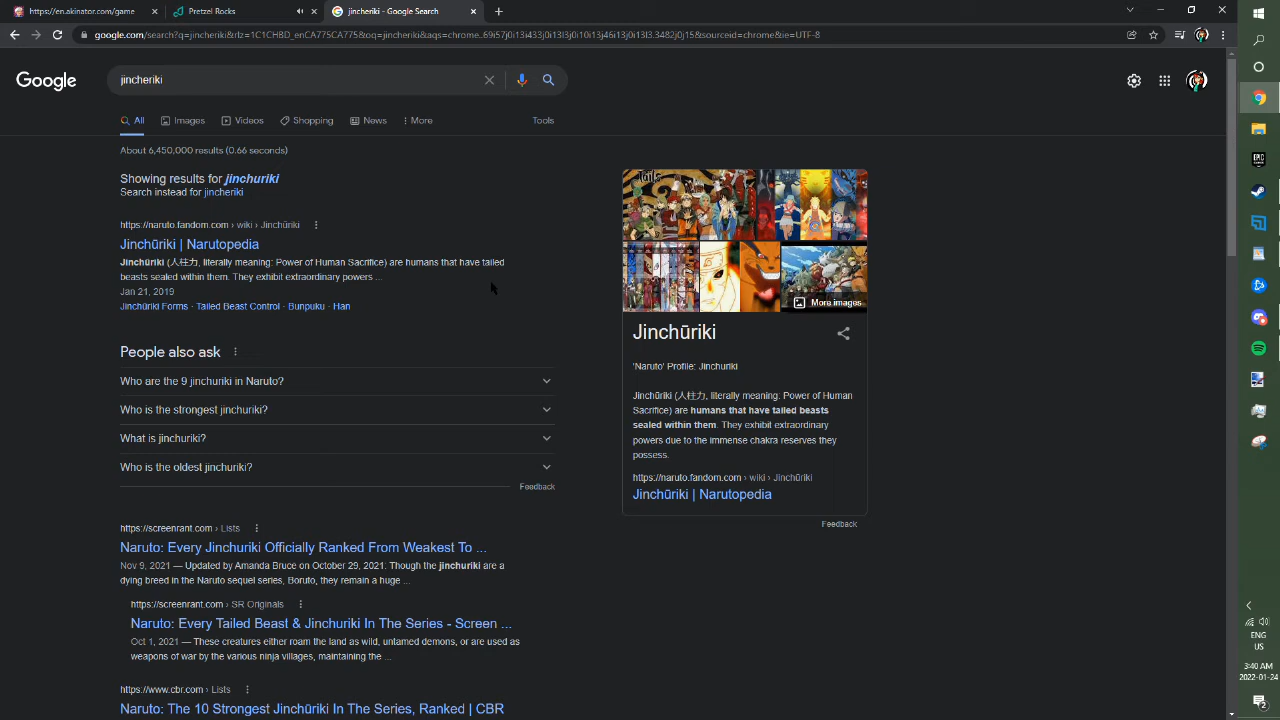 https://en.akinator.com/game
Pretzel Rocks
jincheriki - Google Search
google.com/search?q=jincheriki&rlz=1C1CHBD_enCA775CA775&oq=jincheriki&aqs=chrome..69i57j0i13i433j0i13j0i10i13j46i13j0i13l3.3482j0j15&sourceid=chrome&ie=UTF-8
Google
jincheriki
All
Images
Videos
Shopping
News
More
Tools
About 6,450,000 results (0.66 seconds)
Showing results for jinchuriki
Search instead for jincheriki
https://naruto.fandom.com › wiki › Jinchūriki
Jinchūriki | Narutopedia
Jinchūriki (人柱力, literally meaning: Power of Human Sacrifice) are humans that have tailed
beasts sealed within them. They exhibit extraordinary powers ...
Jan 21, 2019
Jinchūriki Forms · Tailed Beast Control · Bunpuku · Han
People also ask
Who are the 9 jinchuriki in Naruto?
Who is the strongest jinchuriki?
What is jinchuriki?
Who is the oldest jinchuriki?
Feedback
https://screenrant.com › Lists
Naruto: Every Jinchuriki Officially Ranked From Weakest To ...
Nov 9, 2021 — Updated by Amanda Bruce on October 29, 2021: Though the jinchuriki are a
dying breed in the Naruto sequel series, Boruto, they remain a huge ...
https://screenrant.com › SR Originals
Naruto: Every Tailed Beast & Jinchuriki In The Series - Screen ...
Oct 1, 2021 — These creatures either roam the land as wild, untamed demons, or are used as
weapons of war by the various ninja villages, maintaining the ...
https://www.cbr.com › Lists
Naruto: The 10 Strongest Jinchūriki In The Series, Ranked | CBR
More images
Jinchūriki
'Naruto' Profile: Jinchuriki
Jinchūriki (人柱力, literally meaning: Power of Human
Sacrifice) are humans that have tailed beasts
sealed within them. They exhibit extraordinary
powers due to the immense chakra reserves they
possess.
https://naruto.fandom.com › wiki › Jinchūriki
Jinchūriki | Narutopedia
Feedback
EPIC
ENG
US
3:40 AM
2022-01-24
2